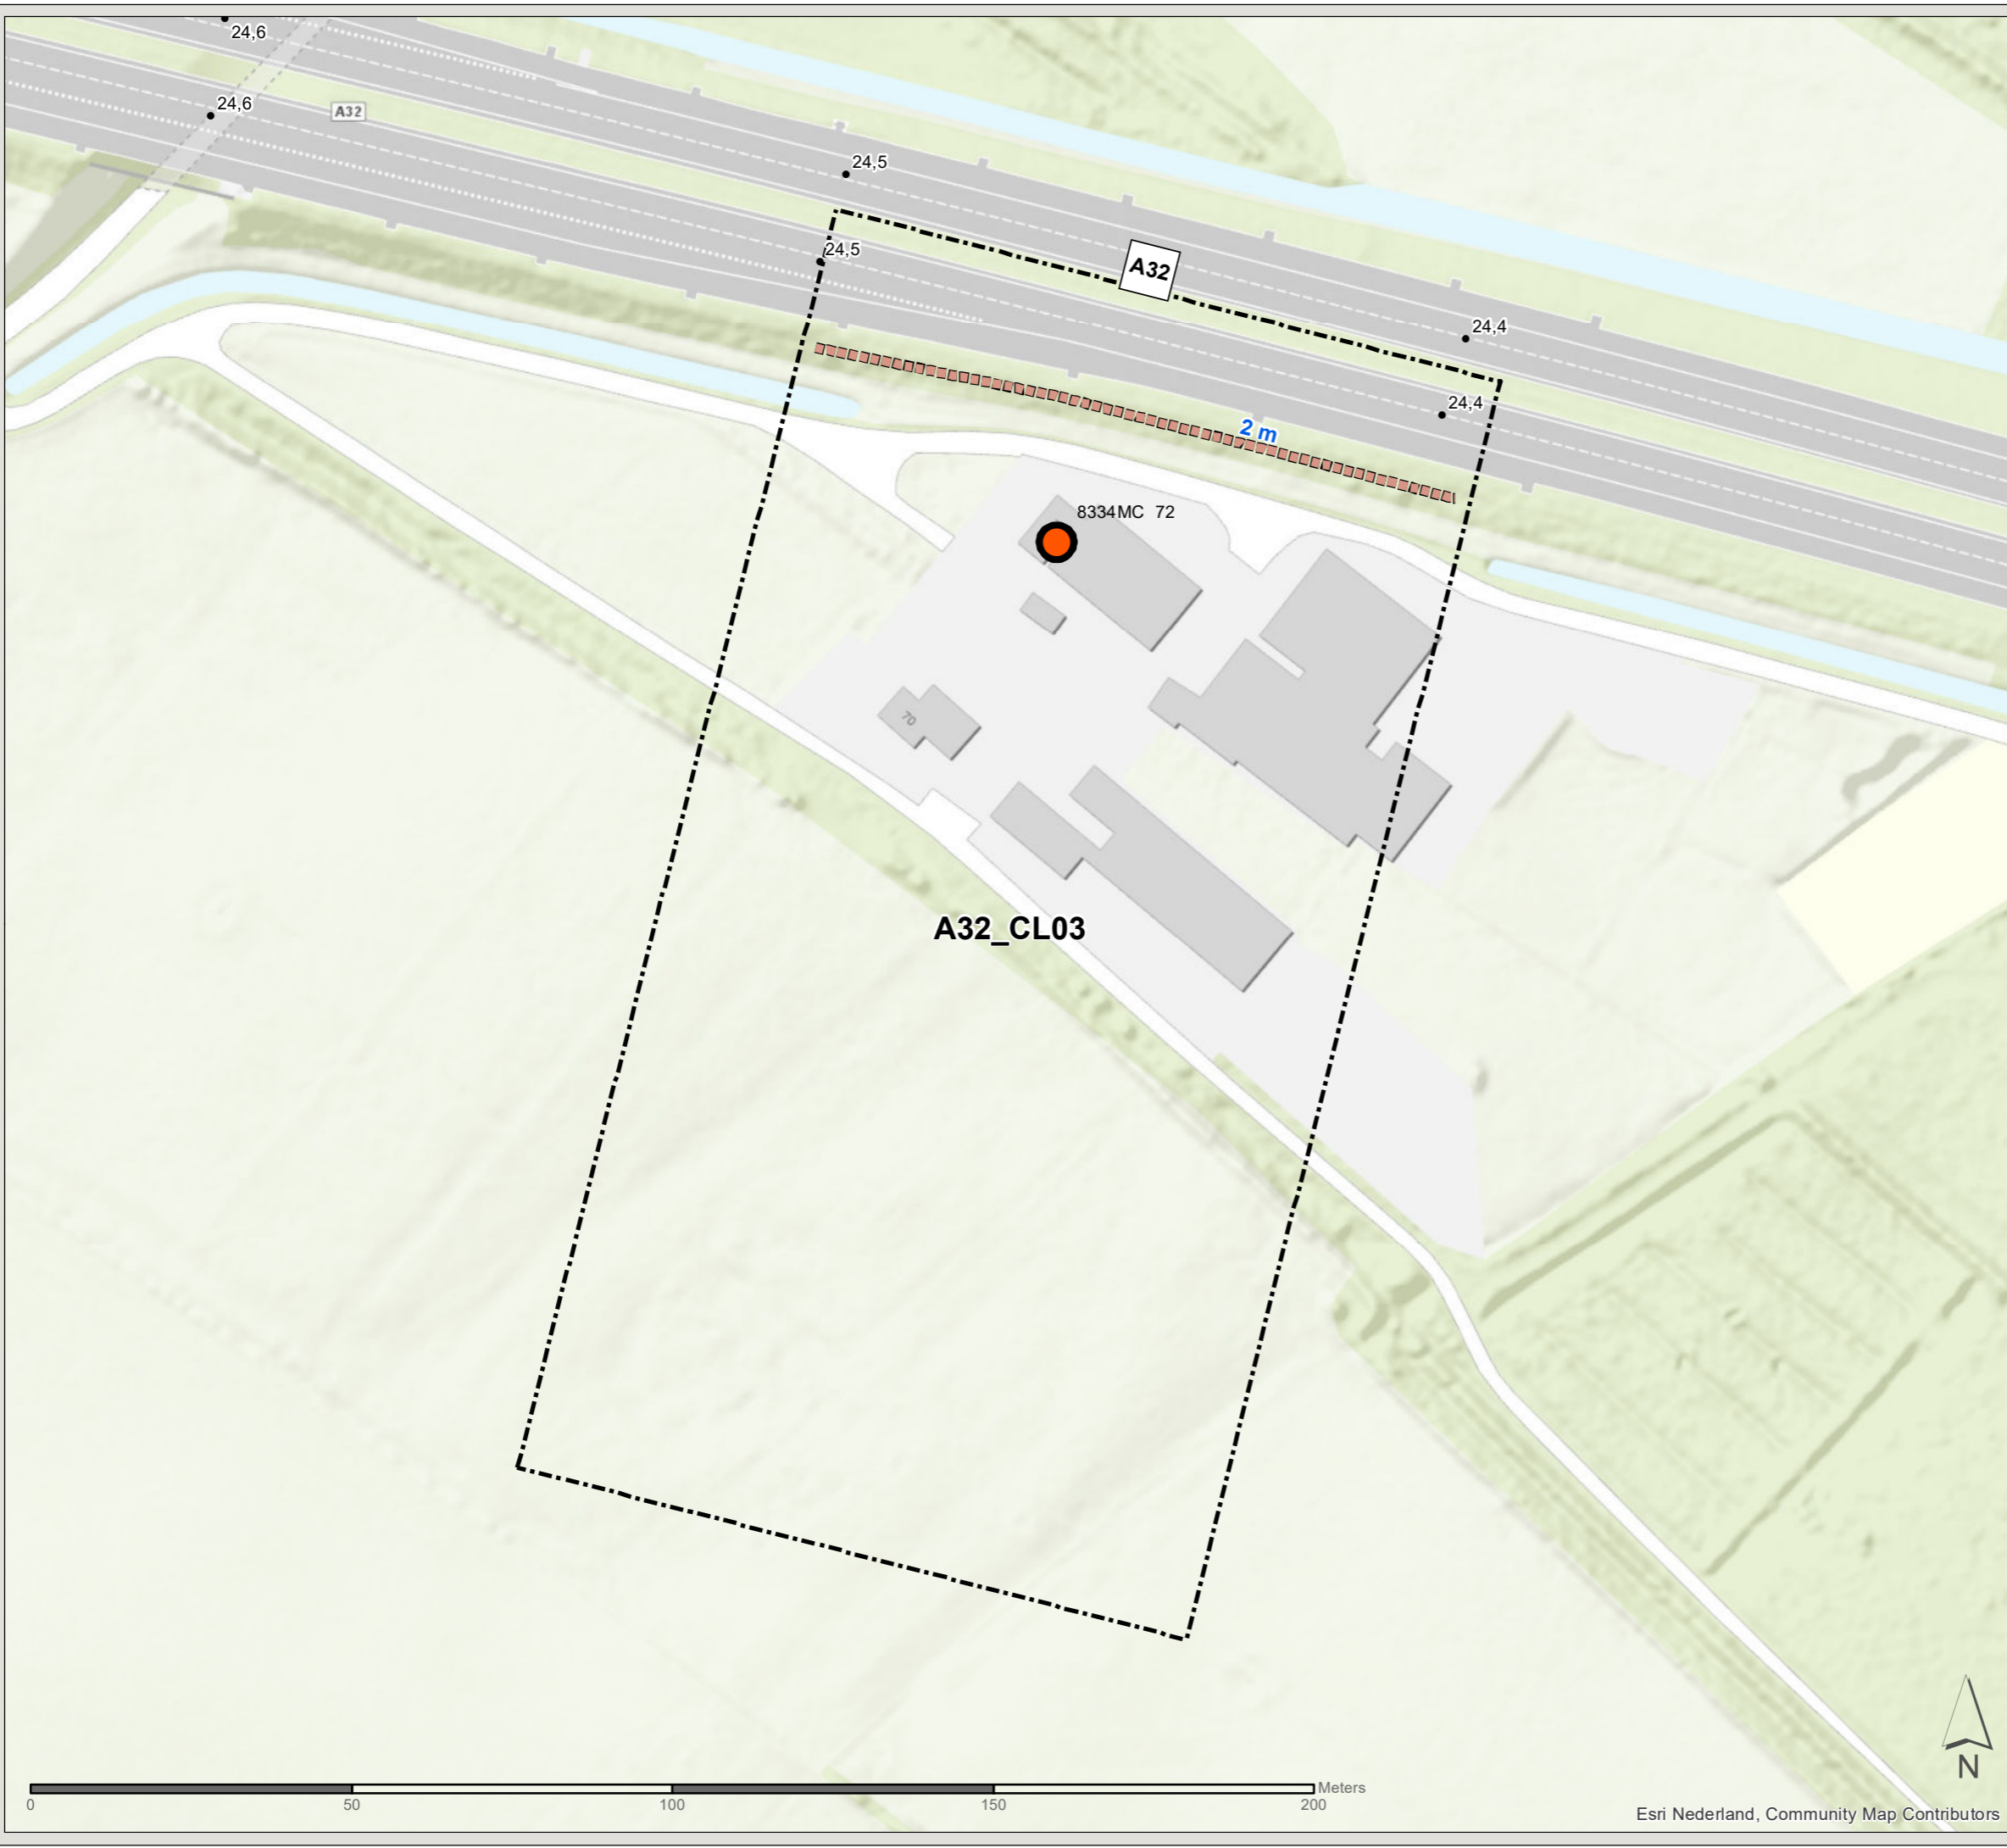 24,6
24,6
A32
24,5
24,5
A32
24,4
24,4
2 m
8334MC 72
70
A32_CL03
N
Meters
0 50 100 150 200
Esri Nederland, Community Map Contributors